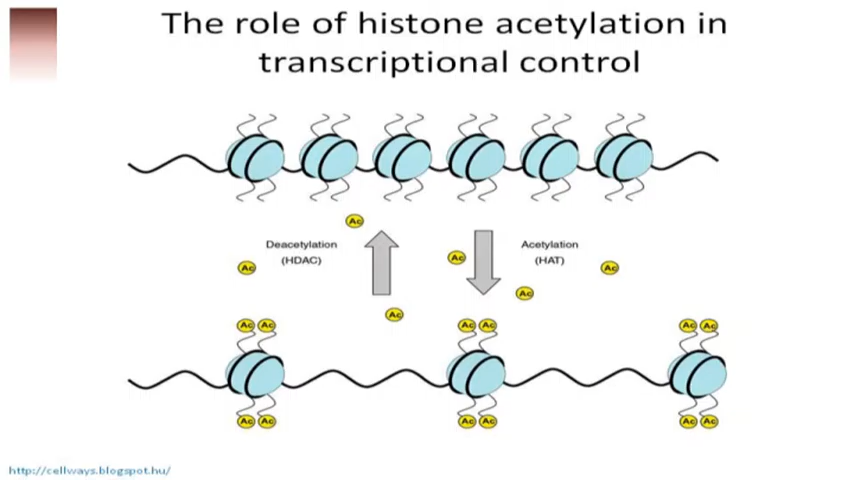 The role of histone acetylation in
transcriptional control
Ac
Deacetylation
(HDAC)
Acetylation
(HAT)
Ac
Ac
Ac
Ac
Ac
Ac Ac
Ac Ac
Ac Ac
Ac Ac
Ac Ac
Ac Ac
http://cellways.blogspot.hu/